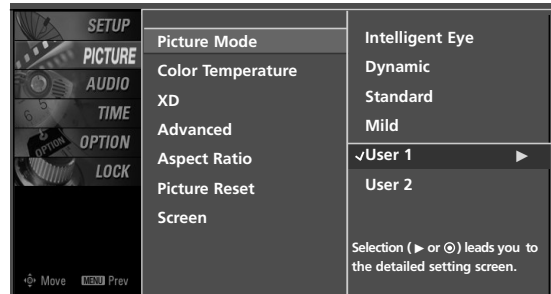 SETUP
PICTURE
AUDIO
TIME
OPTION
LOCK
Move MENU Prev
Picture Mode
Color Temperature
XD
Advanced
Aspect Ratio
Picture Reset
Screen
Intelligent Eye
Dynamic
Standard
Mild
✓User 1 ►
User 2
Selection (► or ⊙) leads you to
the detailed setting screen.